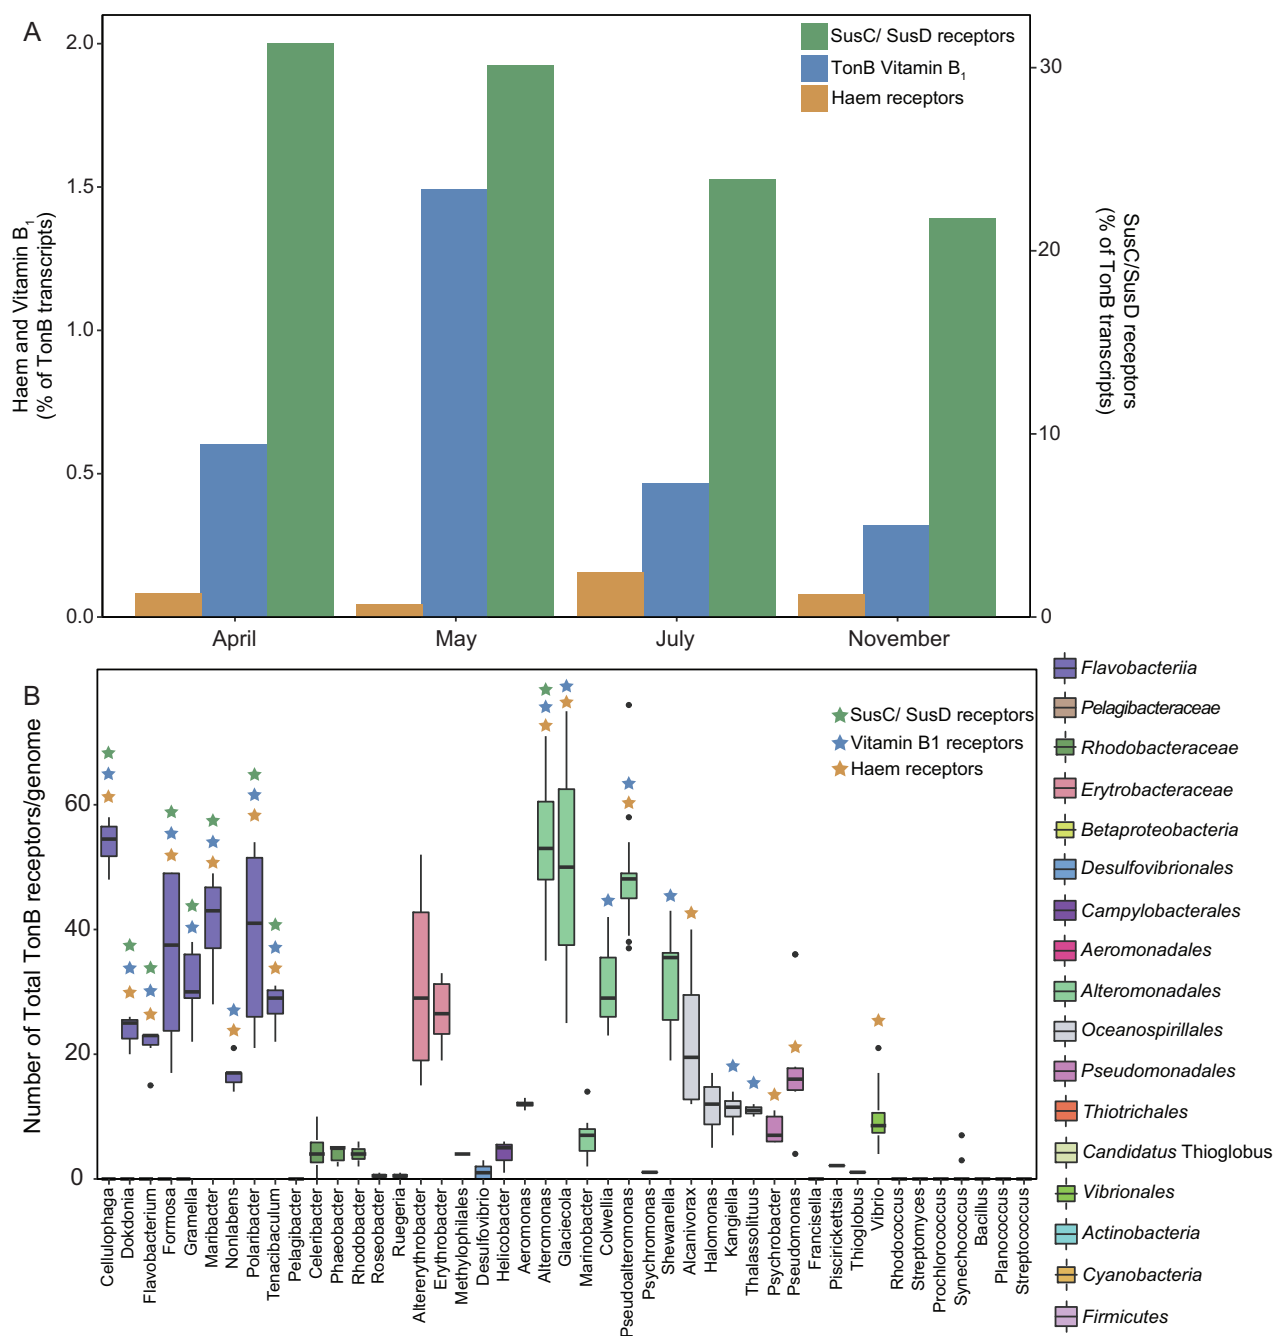 A
SusC/ SusD receptors
TonB Vitamin B₁
Haem receptors
2.0
1.5
1.0
0.5
0.0
Haem and Vitamin B₁
(% of TonB transcripts)
30
20
10
0
SusC/SusD receptors
(% of TonB transcripts)
April
May
July
November
B
SusC/ SusD receptors
Vitamin B1 receptors
Haem receptors
Number of Total TonB receptors/genome
60
40
20
0
Cellulophaga
Dokdonia
Flavobacterium
Formosa
Gramella
Maribacter
Nonlabens
Polaribacter
Tenacibaculum
Pelagibacter
Celeribacter
Phaeobacter
Rhodobacter
Roseobacter
Ruegeria
Altererythrobacter
Erythrobacter
Methylophilales
Desulfovibrio
Helicobacter
Aeromonas
Alteromonas
Glaciecola
Marinobacter
Colwellia
Pseudoalteromonas
Psychromonas
Shewanella
Alcanivorax
Halomonas
Kangiella
Thalassolituus
Psychrobacter
Pseudomonas
Francisella
Piscirickettsia
Thioglobus
Vibrio
Rhodococcus
Streptomyces
Prochlorococcus
Synechococcus
Bacillus
Planococcus
Streptococcus
Flavobacteriia
Pelagibacteraceae
Rhodobacteraceae
Erytrobacteraceae
Betaproteobacteria
Desulfovibrionales
Campylobacterales
Aeromonadales
Alteromonadales
Oceanospirillales
Pseudomonadales
Thiotrichales
Candidatus Thioglobus
Vibrionales
Actinobacteria
Cyanobacteria
Firmicutes